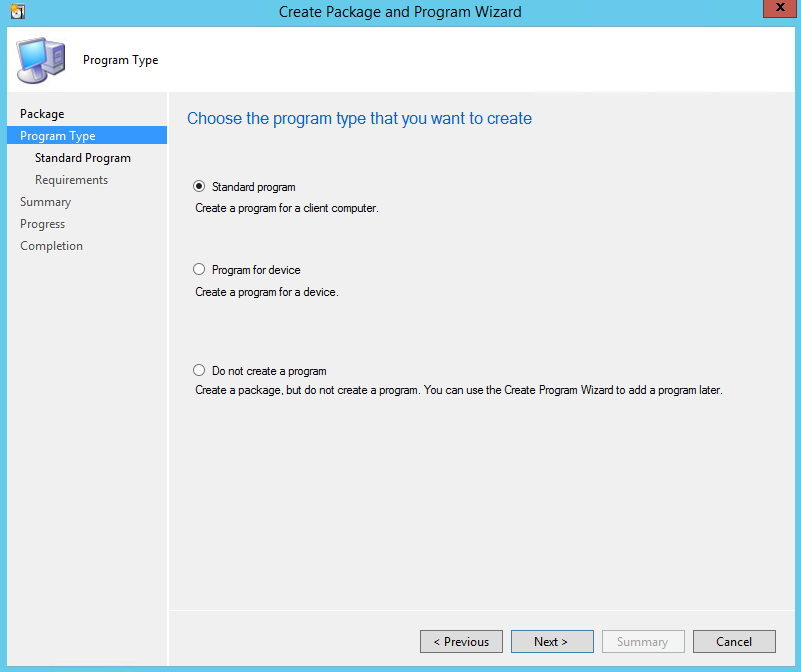 Create Package and Program Wizard
x
Program Type
Package
Program Type
Standard Program
Requirements
Summary
Progress
Completion
Choose the program type that you want to create
Standard program
Create a program for a client computer.
Program for device
Create a program for a device.
Do not create a program
Create a package, but do not create a program. You can use the Create Program Wizard to add a program later.
< Previous
Next >
Summary
Cancel